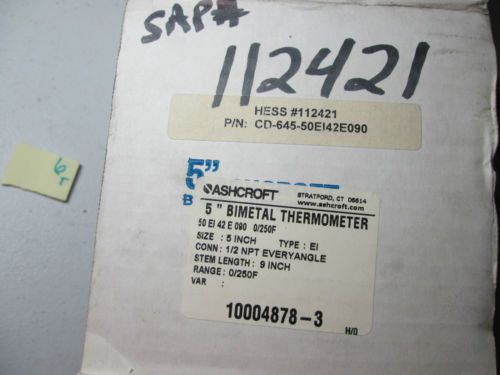 SAP#
112421
HESS #112421
P/N: CD-645-50EI42E090
6
5"
B
ASHCROFT
STRATFORD, CT 06614
www.ashcroft.com
5 " BIMETAL THERMOMETER
50 EI 42 E 090 0/250F
SIZE : 5 INCH TYPE : EI
CONN : 1/2 NPT EVERYANGLE
STEM LENGTH : 9 INCH
RANGE : 0/250F
VAR :
10004878-3
H/O